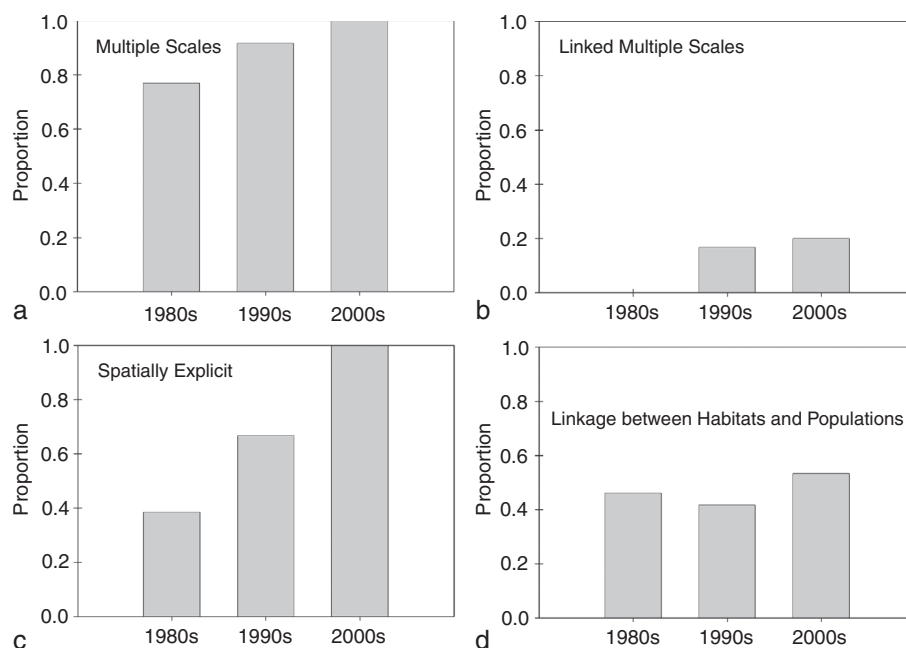 Multiple Scales
Proportion
1.0
0.8
0.6
0.4
0.2
0.0
1980s 1990s 2000s
a
Linked Multiple Scales
Proportion
1.0
0.8
0.6
0.4
0.2
0.0
1980s 1990s 2000s
b
Spatially Explicit
Proportion
1.0
0.8
0.6
0.4
0.2
0.0
1980s 1990s 2000s
c
Linkage between Habitats and Populations
Proportion
1.0
0.8
0.6
0.4
0.2
0.0
1980s 1990s 2000s
d